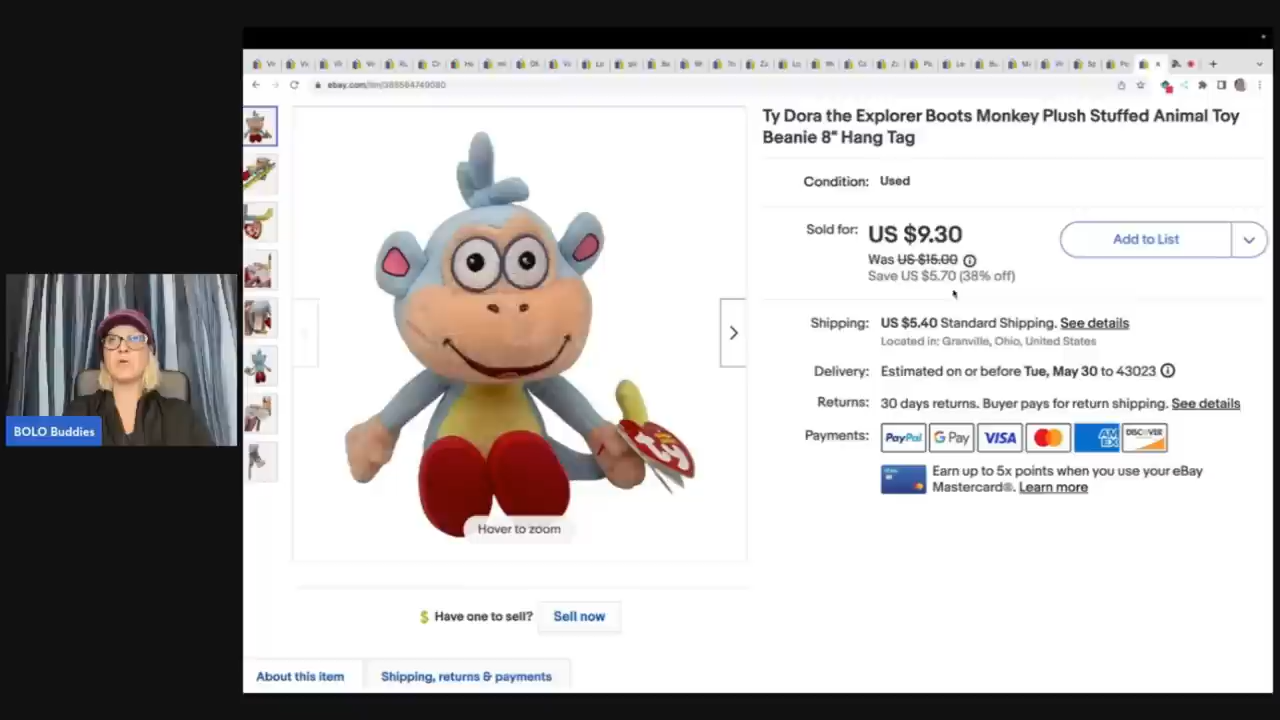 ebay.com/itm/385564749080
Ty Dora the Explorer Boots Monkey Plush Stuffed Animal Toy
Beanie 8" Hang Tag
Condition: Used
Sold for: US $9.30
Was US $15.00
Save US $5.70 (38% off)
Add to List
Shipping: US $5.40 Standard Shipping. See details
Located in: Granville, Ohio, United States
Delivery: Estimated on or before Tue, May 30 to 43023
Returns: 30 days returns. Buyer pays for return shipping. See details
Payments: PayPal G Pay VISA MasterCard AM EX DISCOVER
Earn up to 5x points when you use your eBay
Mastercard®. Learn more
ty
Hover to zoom
BOLO Buddies
Have one to sell? Sell now
About this item
Shipping, returns & payments